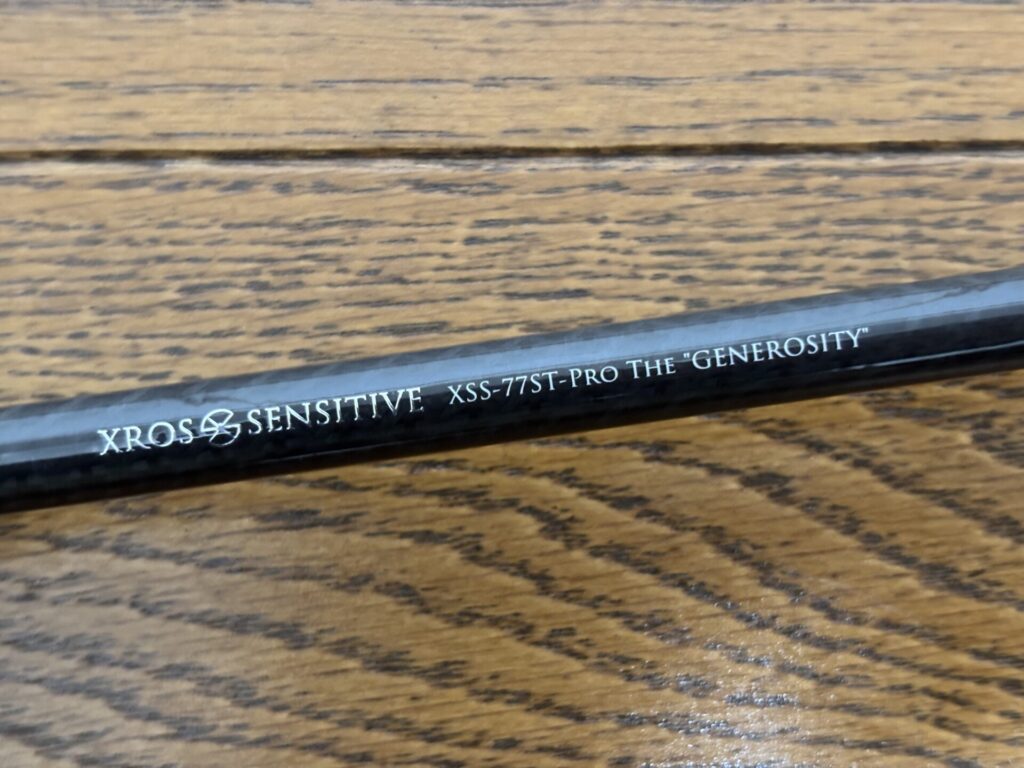 XROS SENSITIVE XSS-77ST-PRO THE "GENEROSITY"